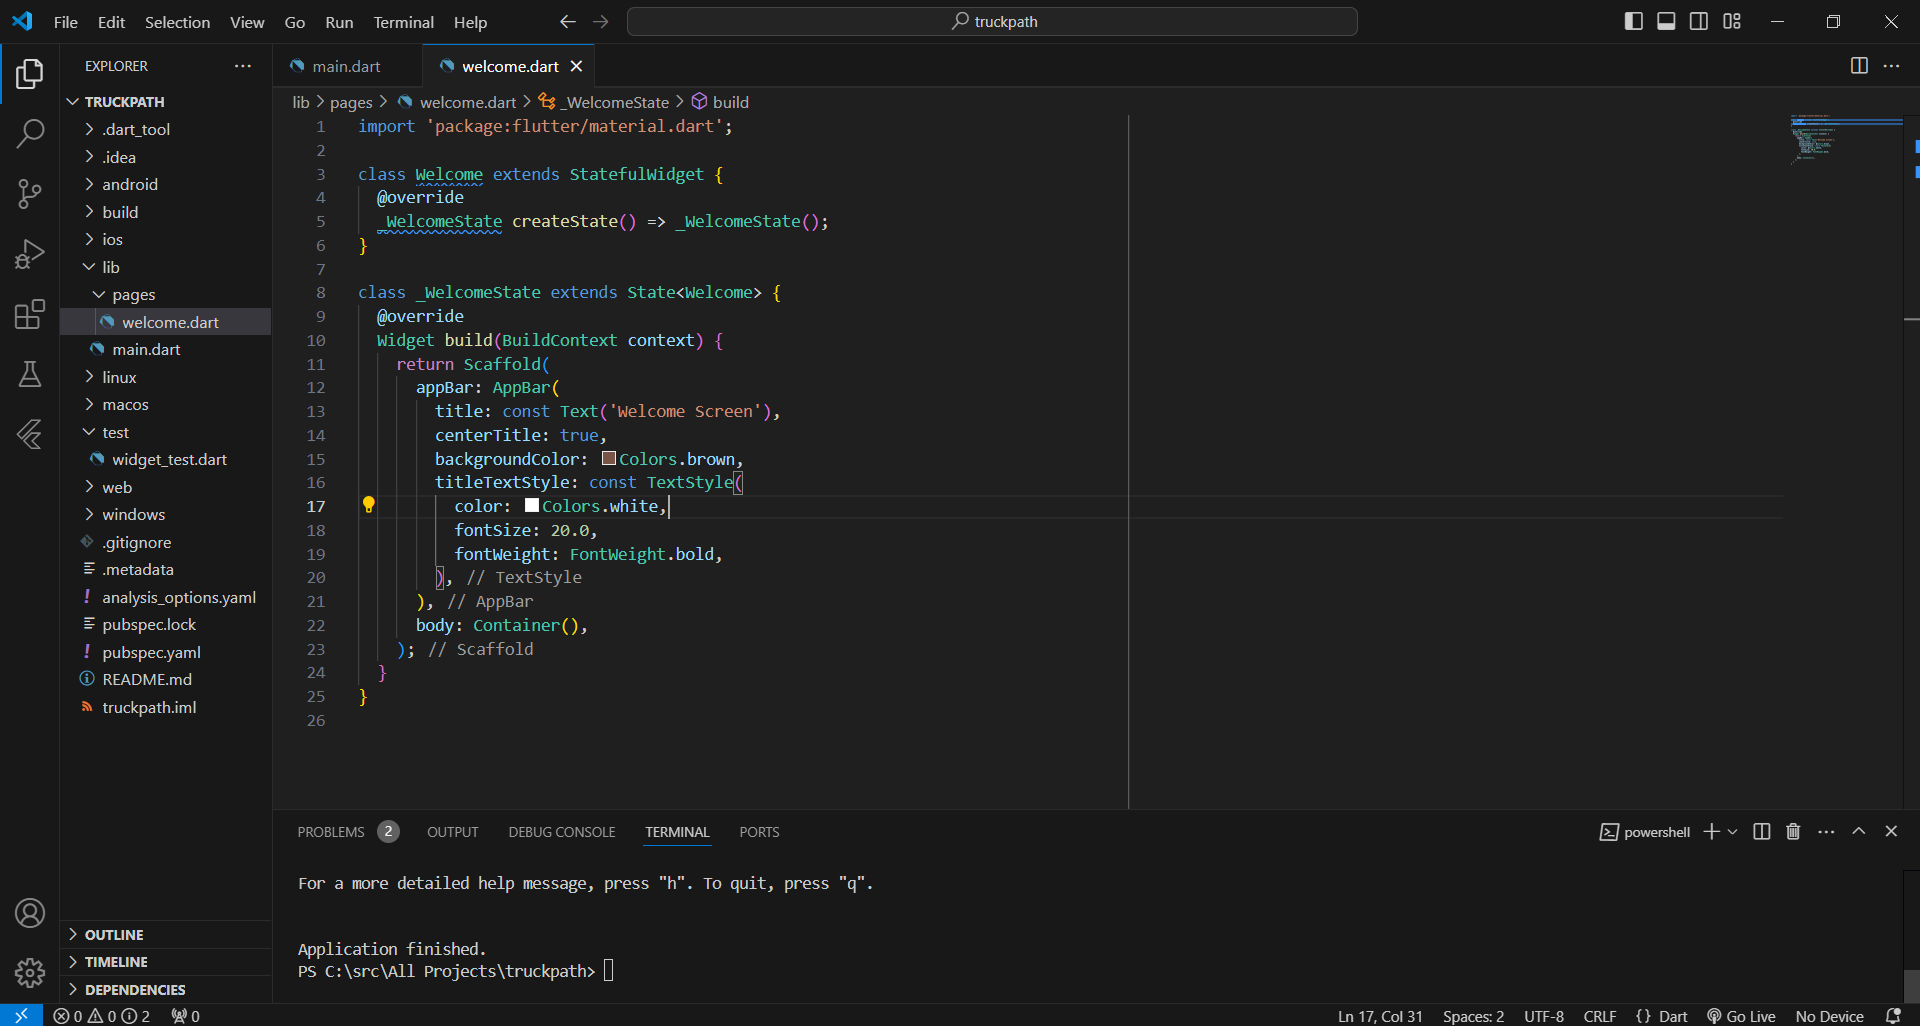 File Edit Selection View Go Run Terminal Help
truckpath
EXPLORER
TRUCKPATH
.dart_tool
.idea
android
build
ios
lib
pages
welcome.dart
main.dart
linux
macos
test
widget_test.dart
web
windows
.gitignore
.metadata
analysis_options.yaml
pubspec.lock
pubspec.yaml
README.md
truckpath.iml
OUTLINE
TIMELINE
DEPENDENCIES
main.dart welcome.dart
lib > pages > welcome.dart > _WelcomeState > build
1 import 'package:flutter/material.dart';
2
3 class Welcome extends StatefulWidget {
4 @override
5 _WelcomeState createState() => _WelcomeState();
6 }
7
8 class _WelcomeState extends State<Welcome> {
9 @override
10 Widget build(BuildContext context) {
11 return Scaffold(
12 appBar: AppBar(
13 title: const Text('Welcome Screen'),
14 centerTitle: true,
15 backgroundColor: Colors.brown,
16 titleTextStyle: const TextStyle(
17 color: Colors.white,
18 fontSize: 20.0,
19 fontWeight: FontWeight.bold,
20 ), // TextStyle
21 ), // AppBar
22 body: Container(),
23 ); // Scaffold
24 }
25 }
26
PROBLEMS 2 OUTPUT DEBUG CONSOLE TERMINAL PORTS
powershell
For a more detailed help message, press "h". To quit, press "q".
Application finished.
PS C:\src\All Projects\truckpath>
0 0 2 0
Ln 17, Col 31 Spaces: 2 UTF-8 CRLF {} Dart Go Live No Device